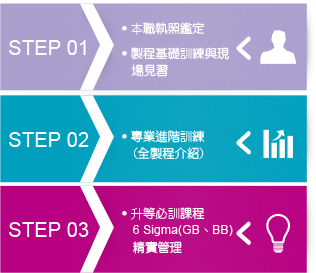 STEP 01
• 本職執照鑑定
• 製程基礎訓練與現
場見習
STEP 02
• 專業進階訓練
(全製程介紹)
STEP 03
• 升等必訓課程
6 Sigma(GB、BB)
精實管理